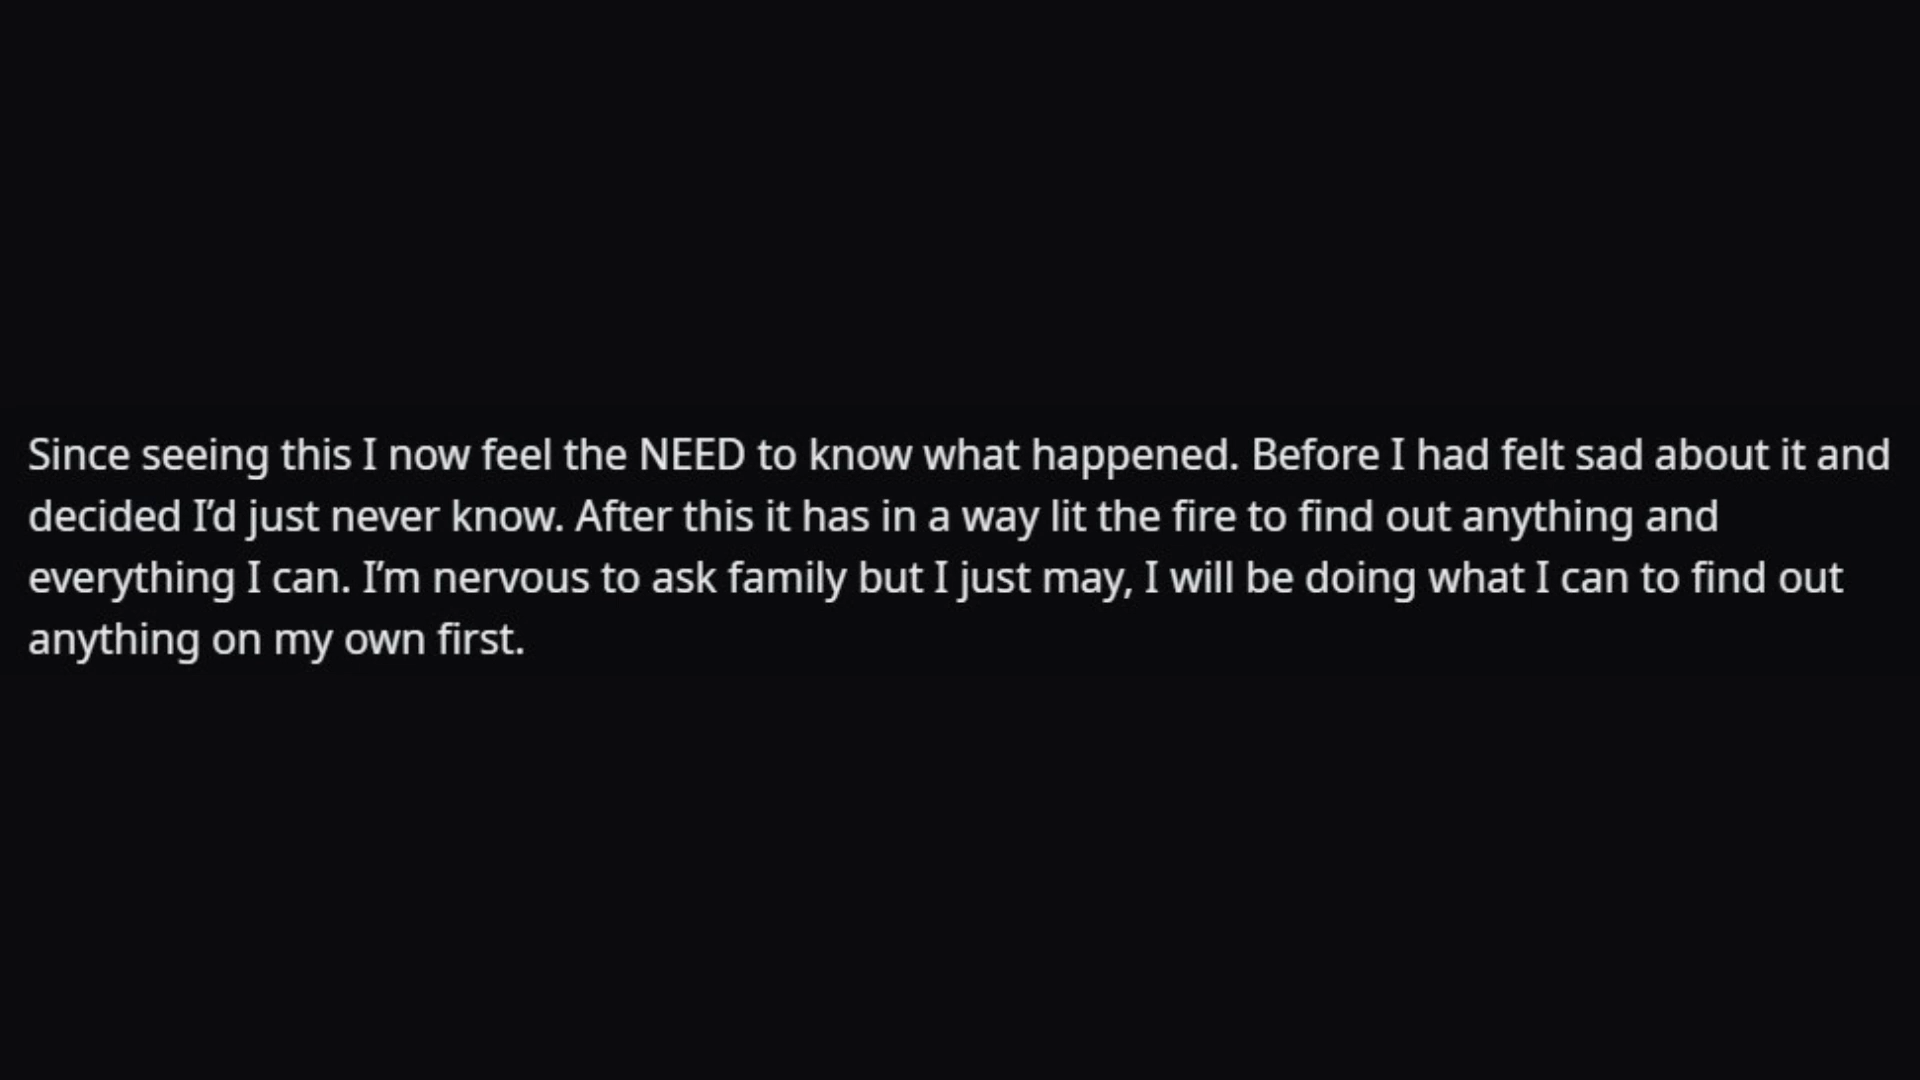 Since seeing this I now feel the NEED to know what happened. Before I had felt sad about it and
decided I’d just never know. After this it has in a way lit the fire to find out anything and
everything I can. I’m nervous to ask family but I just may, I will be doing what I can to find out
anything on my own first.